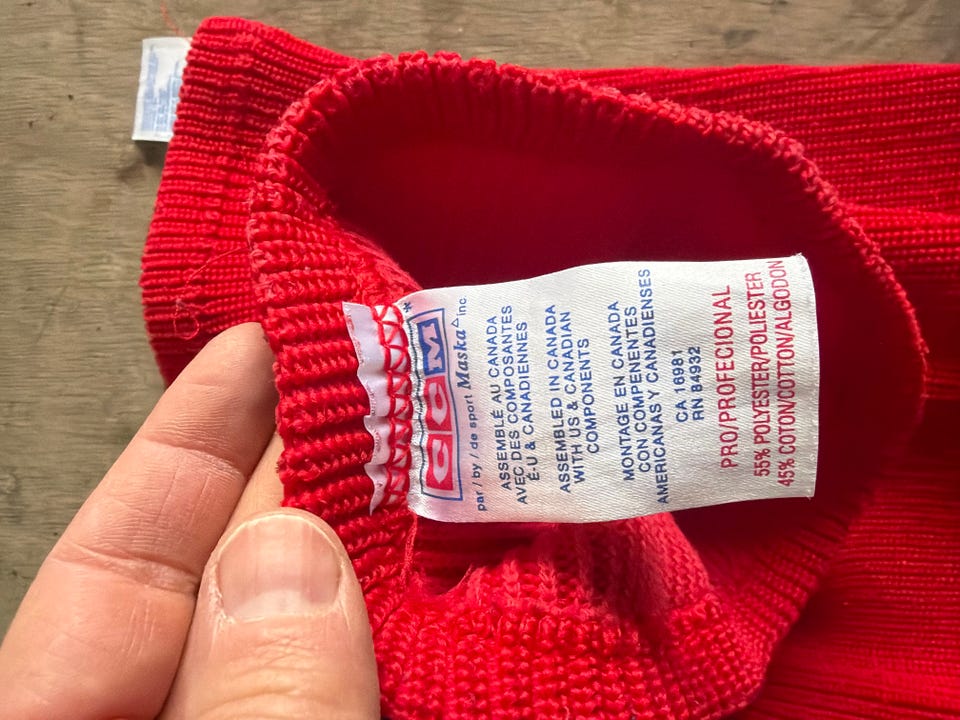 CCM
par / by / de sport Maska inc.
ASSEMBLÉ AU CANADA
AVEC DES COMPOSANTES
É-U & CANADIENNES
ASSEMBLED IN CANADA
WITH US & CANADIAN
COMPONENTS
MONTAGE EN CANADA
CON COMPENENTES
AMERICANAS Y CANADIENSES
CA 16981
RN 84932
PRO/PROFECIONAL
55% POLYESTER/POLIESTER
45% COTON/COTTON/ALGODON